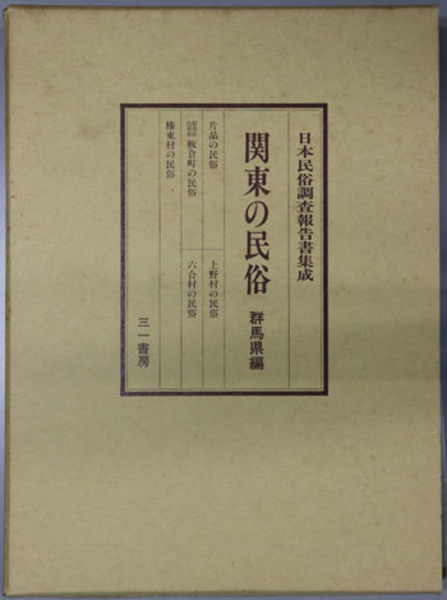 日本民俗調査報告書集成
関東の民俗 群馬県編
片品の民俗
上野村の民俗
板倉町の民俗
六合村の民俗
榛東村の民俗
三一書房